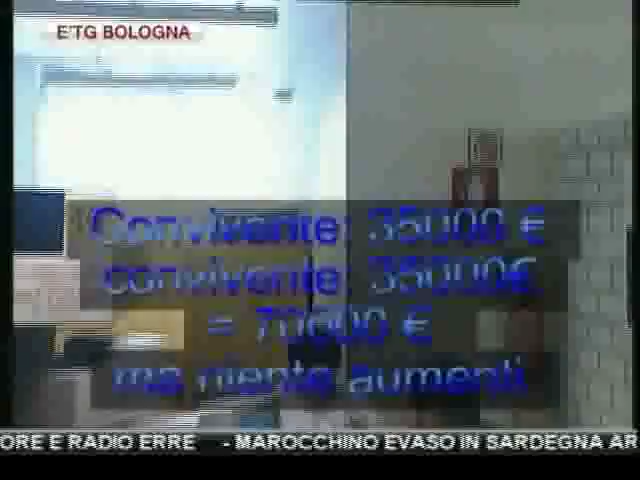 E'TG BOLOGNA
Convivente: 35000 €
convivente: 35000€
= 70000 €
ma niente aumenti
ORE E RADIO ERRE - MAROCCHINO EVASO IN SARDEGNA AR